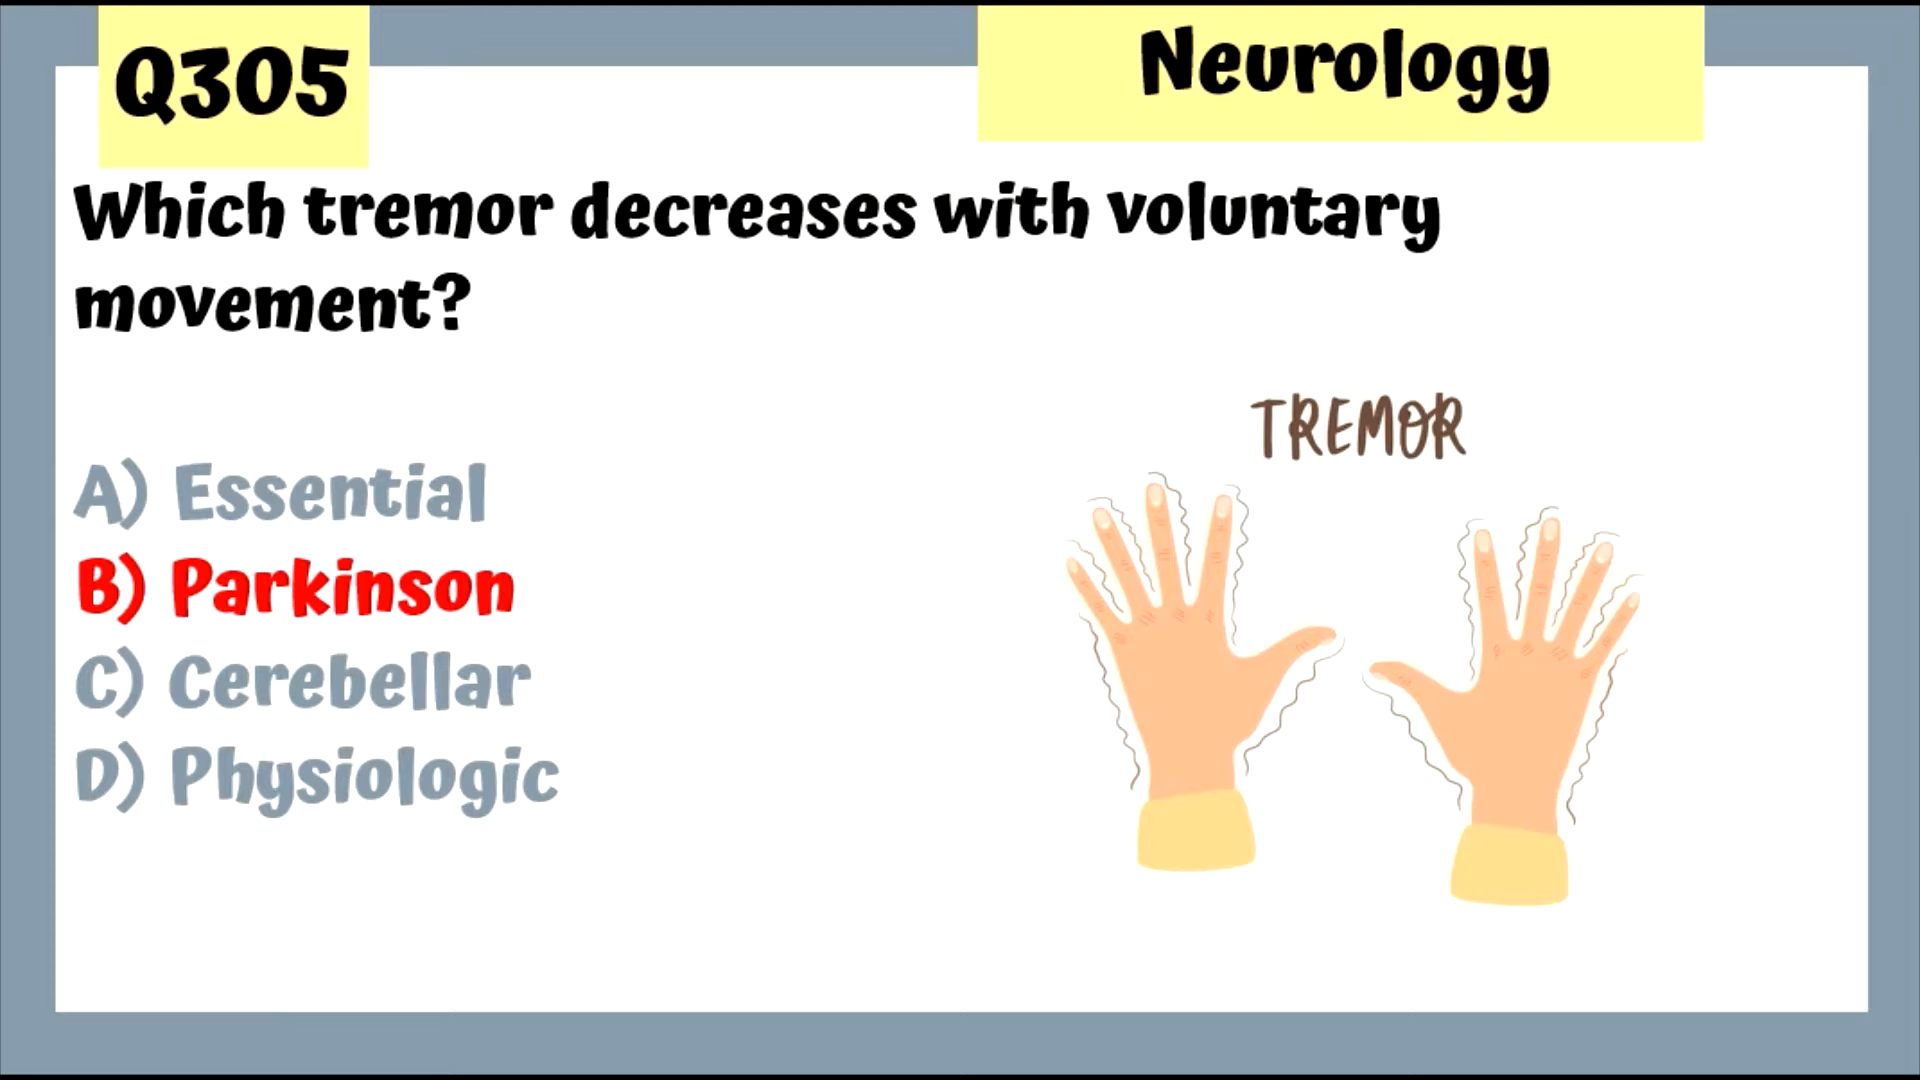 Q305
Neurology
Which tremor decreases with voluntary
movement?
TREMOR
A) Essential
B) Parkinson
C) Cerebellar
D) Physiologic